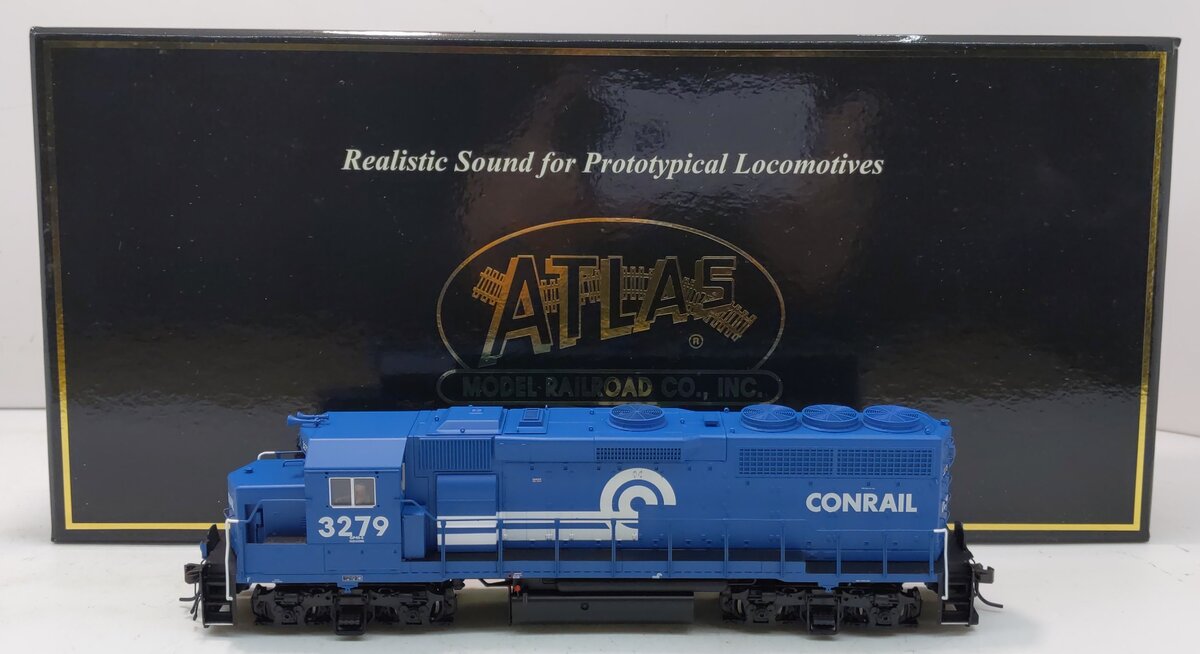 Realistic Sound for Prototypical Locomotives
ATLAS
®
MODEL RAILROAD CO., INC.
3279
CONRAIL